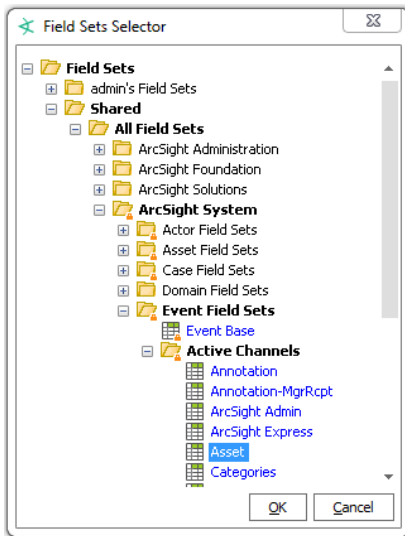 Field Sets Selector
Field Sets
admin's Field Sets
Shared
All Field Sets
ArcSight Administration
ArcSight Foundation
ArcSight Solutions
ArcSight System
Actor Field Sets
Asset Field Sets
Case Field Sets
Domain Field Sets
Event Field Sets
Event Base
Active Channels
Annotation
Annotation-MgrRcpt
ArcSight Admin
ArcSight Express
Asset
Categories
OK Cancel